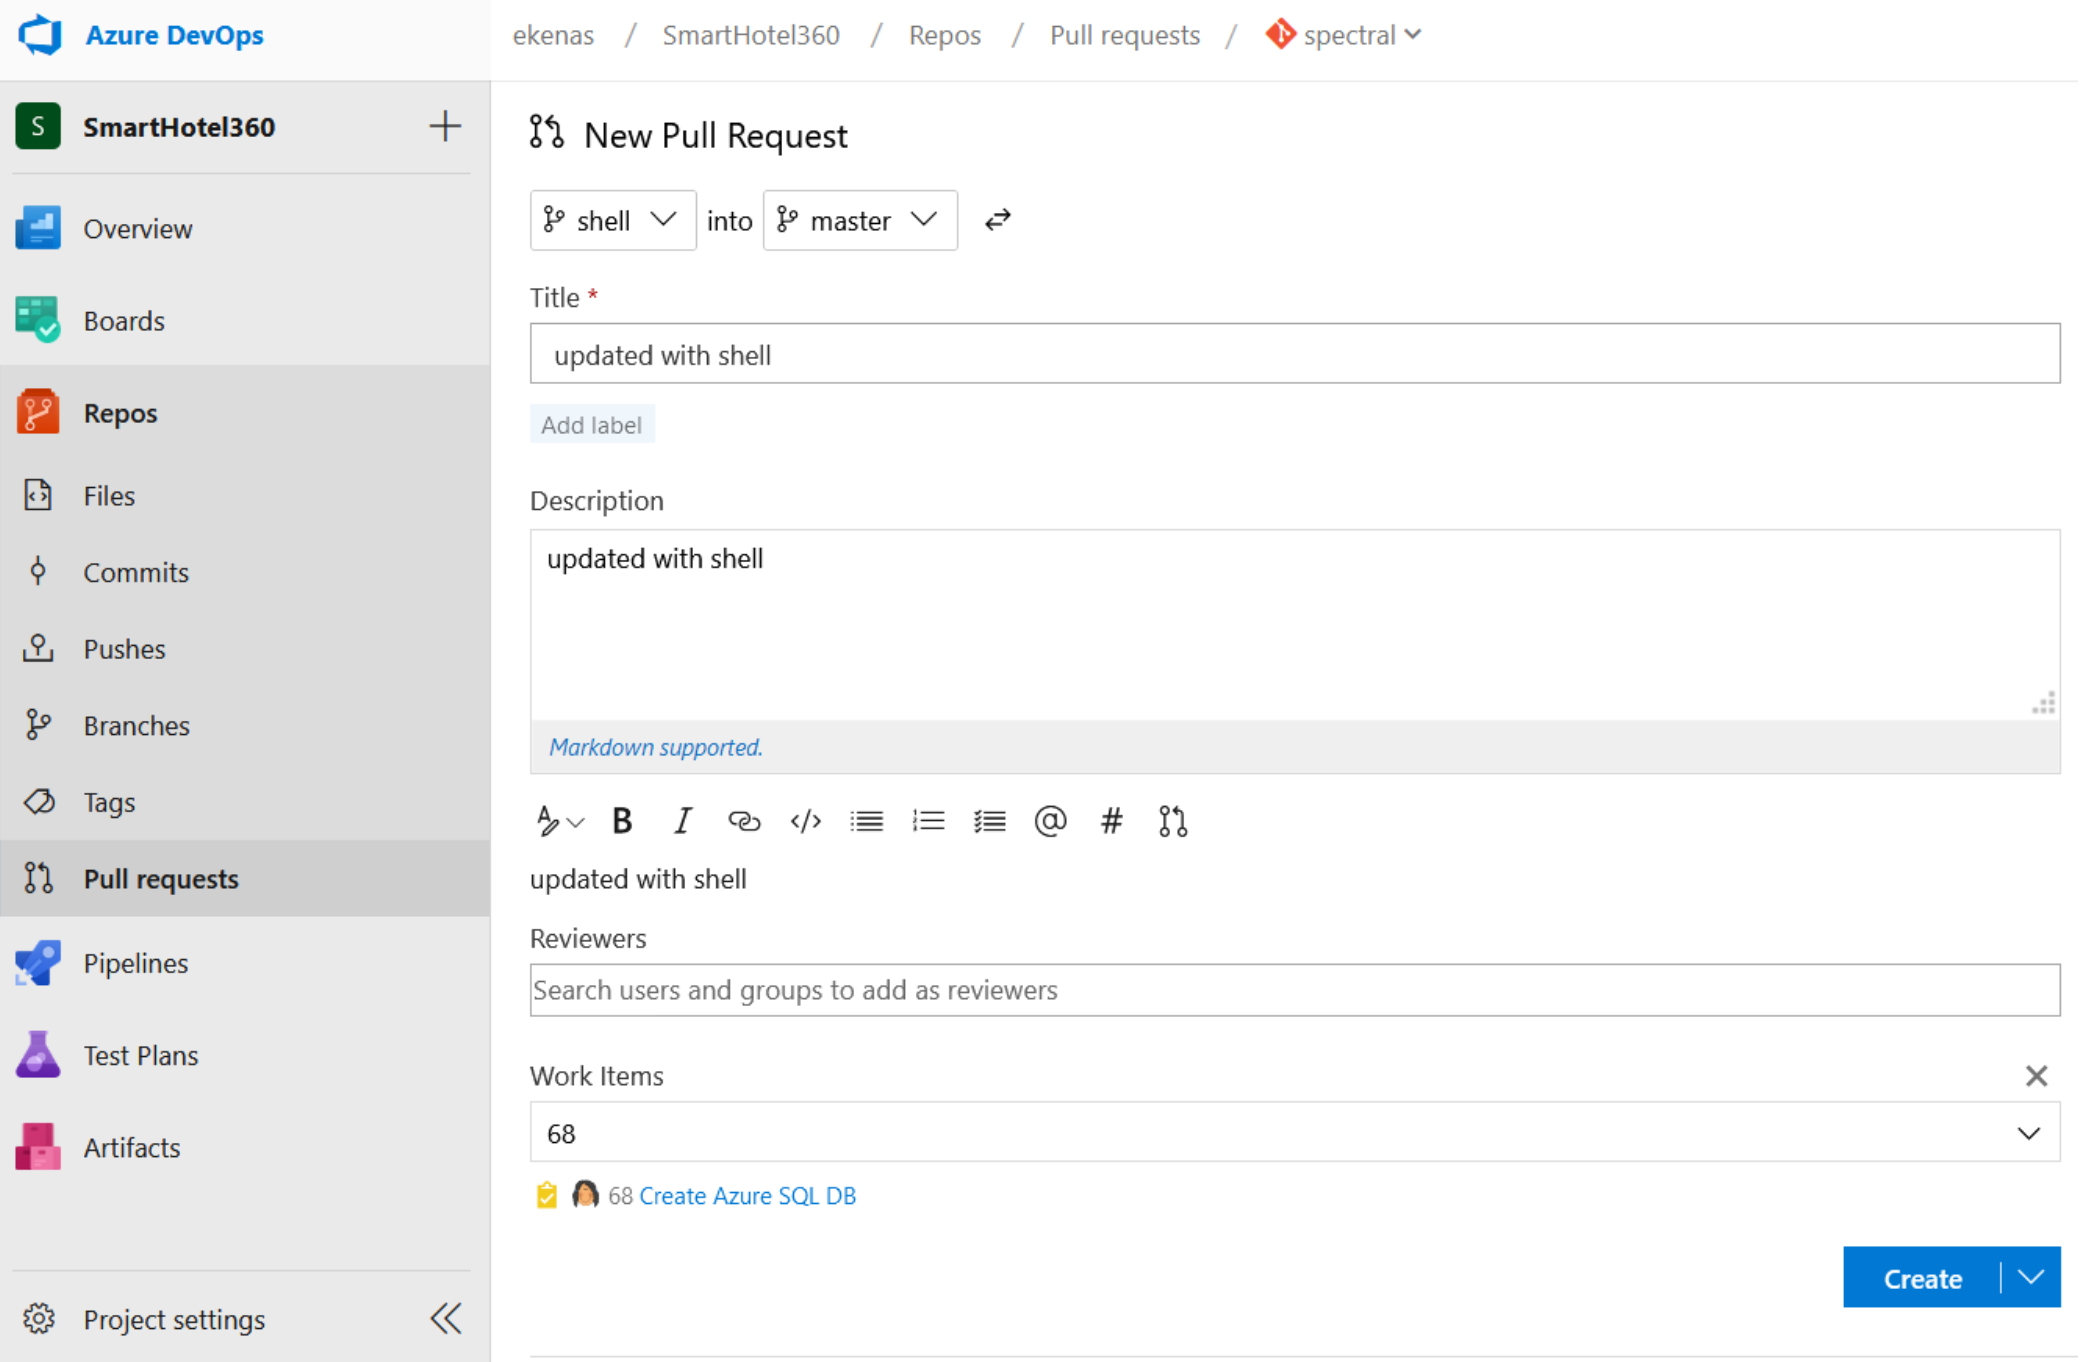 Azure DevOps
ekenas / SmartHotel360 / Repos / Pull requests / spectral
S SmartHotel360
Overview
Boards
Repos
Files
Commits
Pushes
Branches
Tags
Pull requests
Pipelines
Test Plans
Artifacts
Project settings
New Pull Request
shell into master
Title *
updated with shell
Add label
Description
updated with shell
Markdown supported.
B I </> @ #
updated with shell
Reviewers
Search users and groups to add as reviewers
Work Items
68
68 Create Azure SQL DB
Create